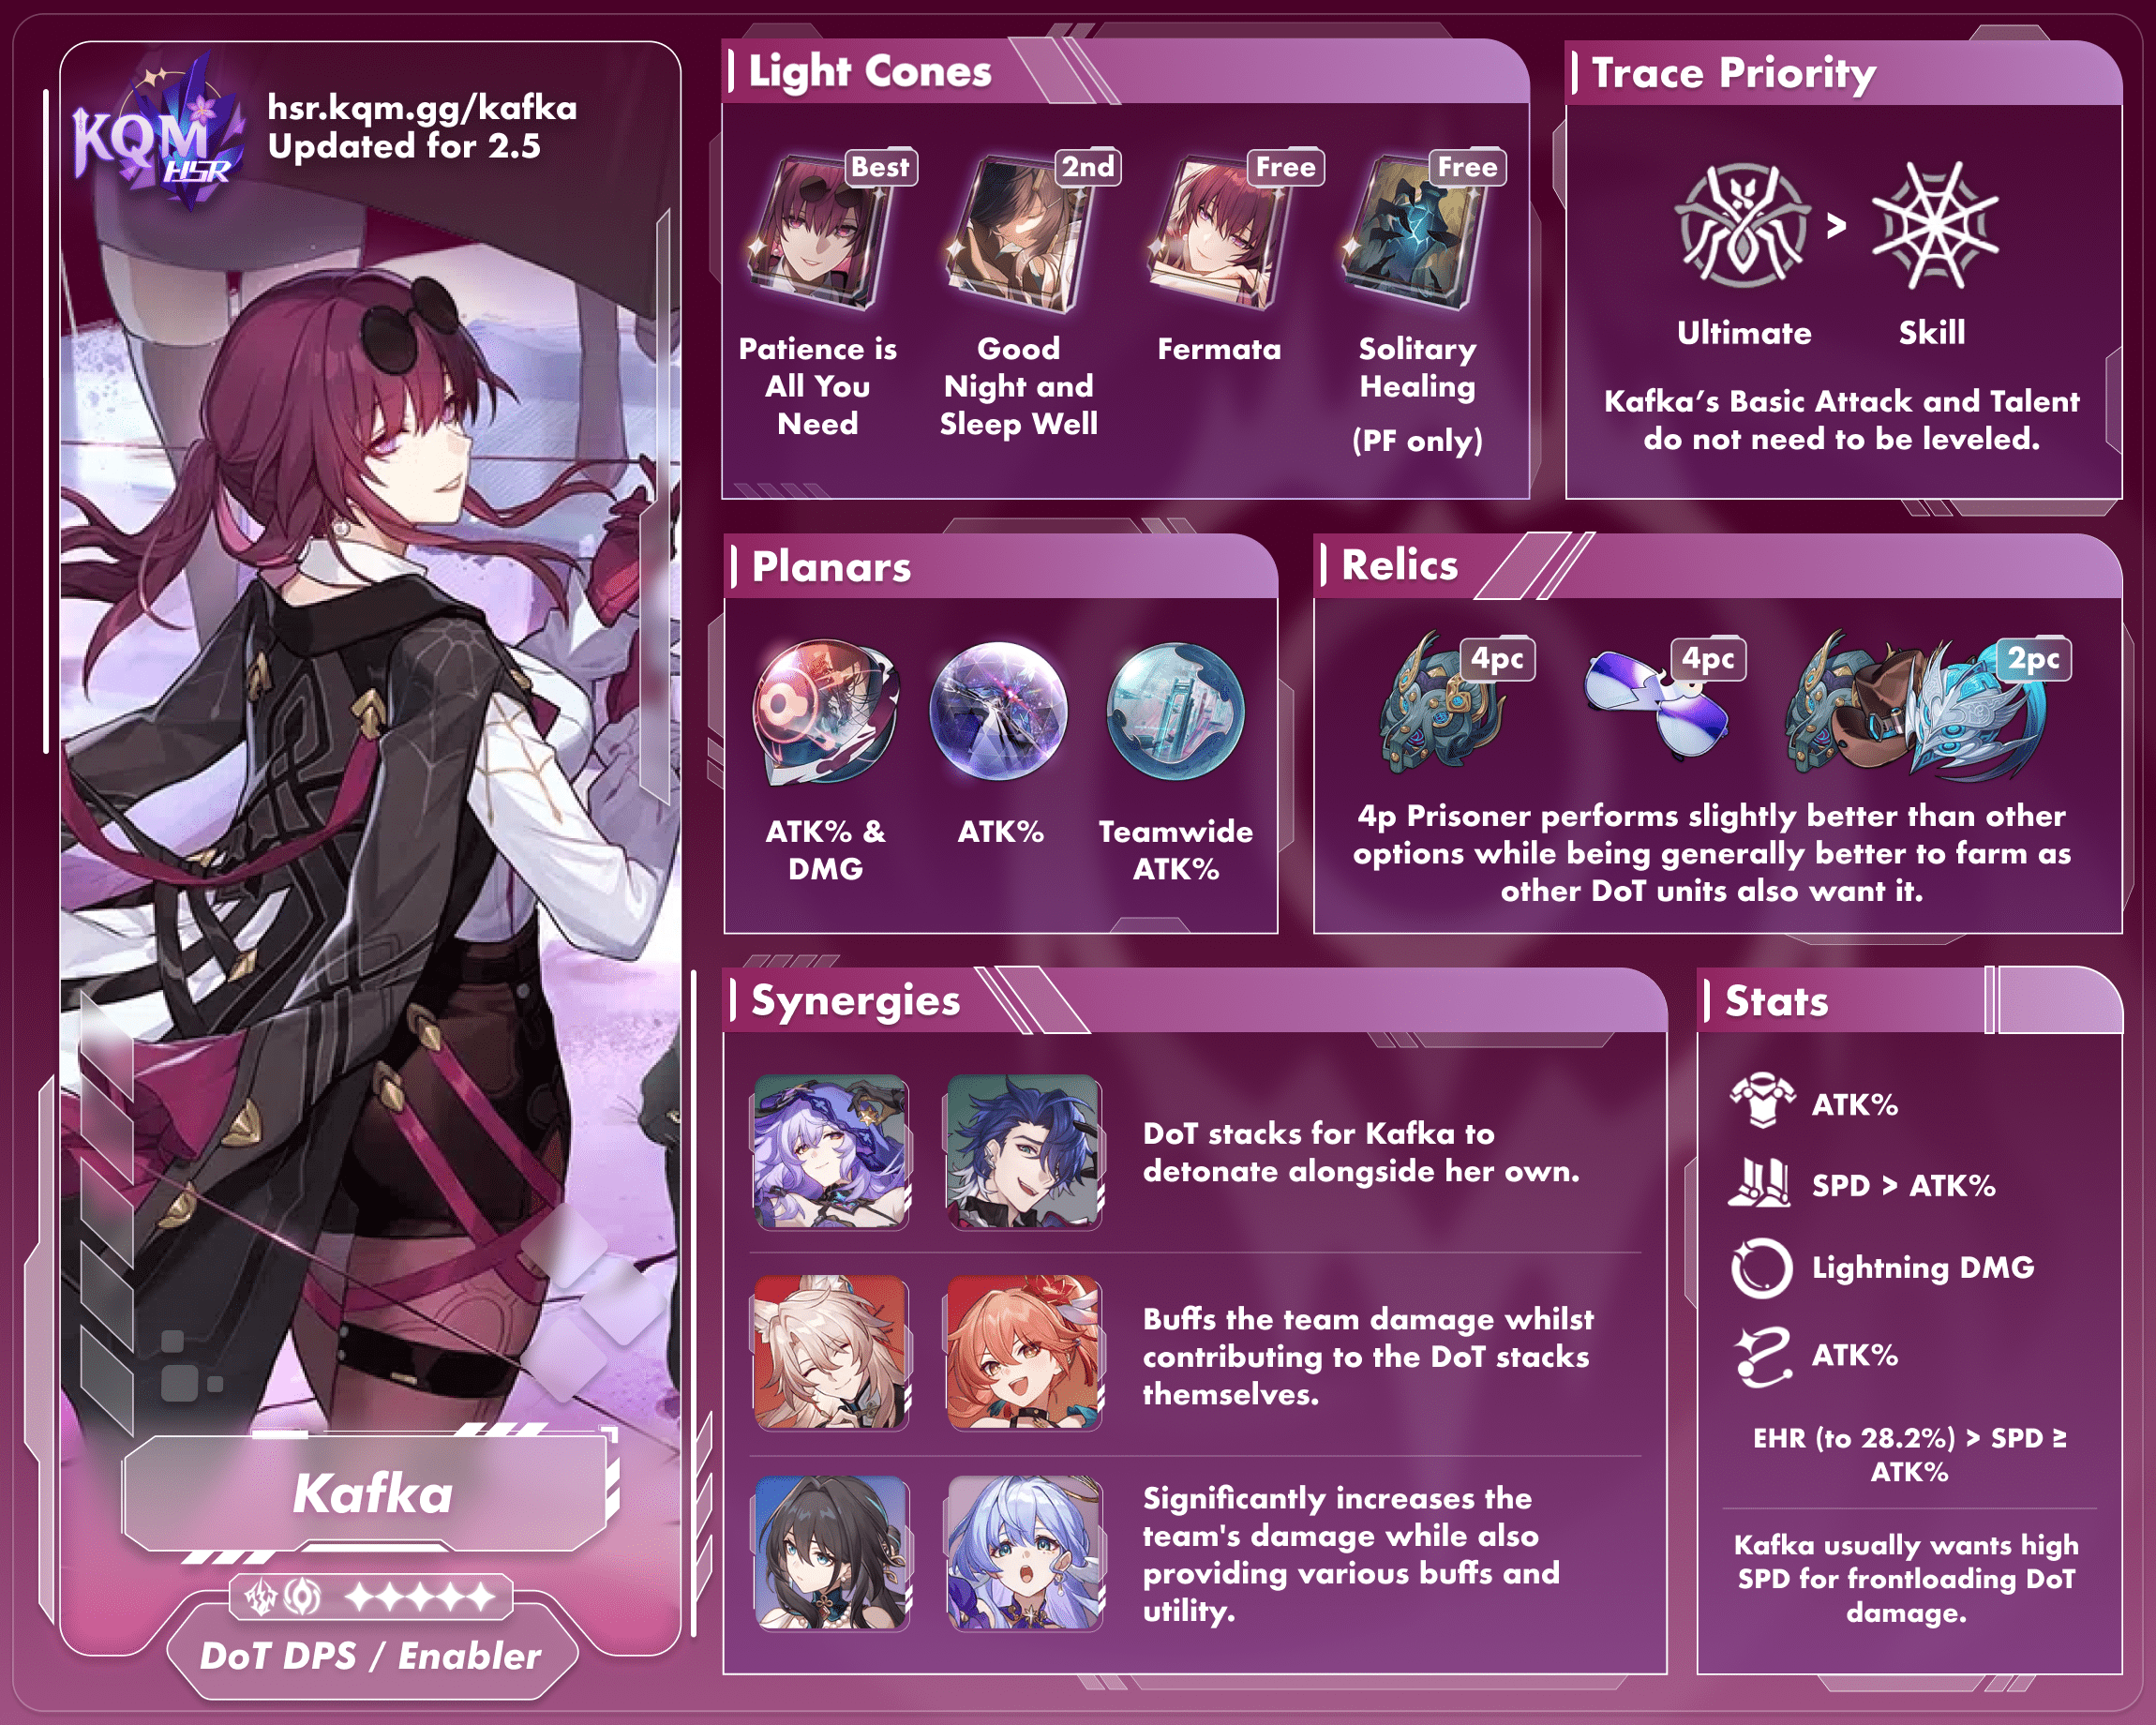 KQM
HSR
hsr.kqm.gg/kafka
Updated for 2.5
Kafka
DoT DPS / Enabler
Light Cones
Best
2nd
Free
Free
Patience is
All You
Need
Good
Night and
Sleep Well
Fermata
Solitary
Healing
(PF only)
Trace Priority
>
Ultimate
Skill
Kafka’s Basic Attack and Talent
do not need to be leveled.
Planars
ATK% &
DMG
ATK%
Teamwide
ATK%
Relics
4pc
4pc
2pc
4p Prisoner performs slightly better than other
options while being generally better to farm as
other DoT units also want it.
Synergies
DoT stacks for Kafka to
detonate alongside her own.
Buffs the team damage whilst
contributing to the DoT stacks
themselves.
Significantly increases the
team's damage while also
providing various buffs and
utility.
Stats
ATK%
SPD > ATK%
Lightning DMG
ATK%
EHR (to 28.2%) > SPD ≥
ATK%
Kafka usually wants high
SPD for frontloading DoT
damage.